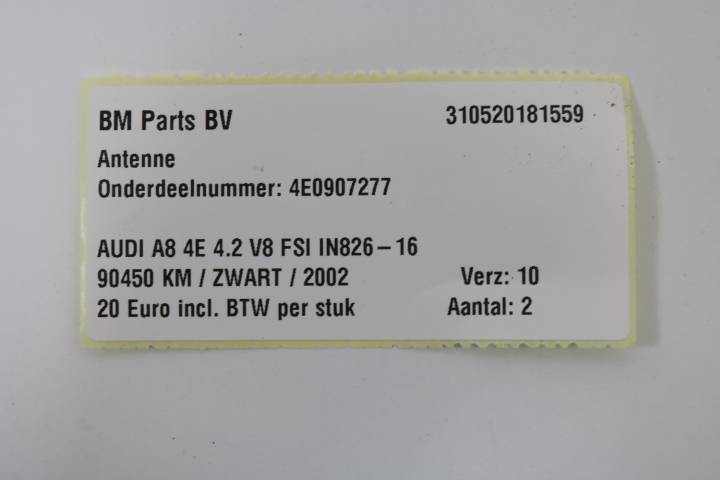 BM Parts BV 310520181559
Antenne
Onderdeelnummer: 4E0907277
AUDI A8 4E 4.2 V8 FSI IN826-16
90450 KM / ZWART / 2002 Verz: 10
20 Euro incl. BTW per stuk Aantal: 2